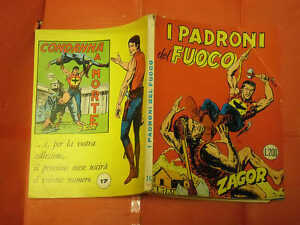 CONDANNA
A
MORTE
... e, per la vostra
collezione,
il prossimo mese uscirà
il quinto numero
17
I PADRONI DEL FUOCO
I PADRONI
del FUOCO
L.200
ZAGOR